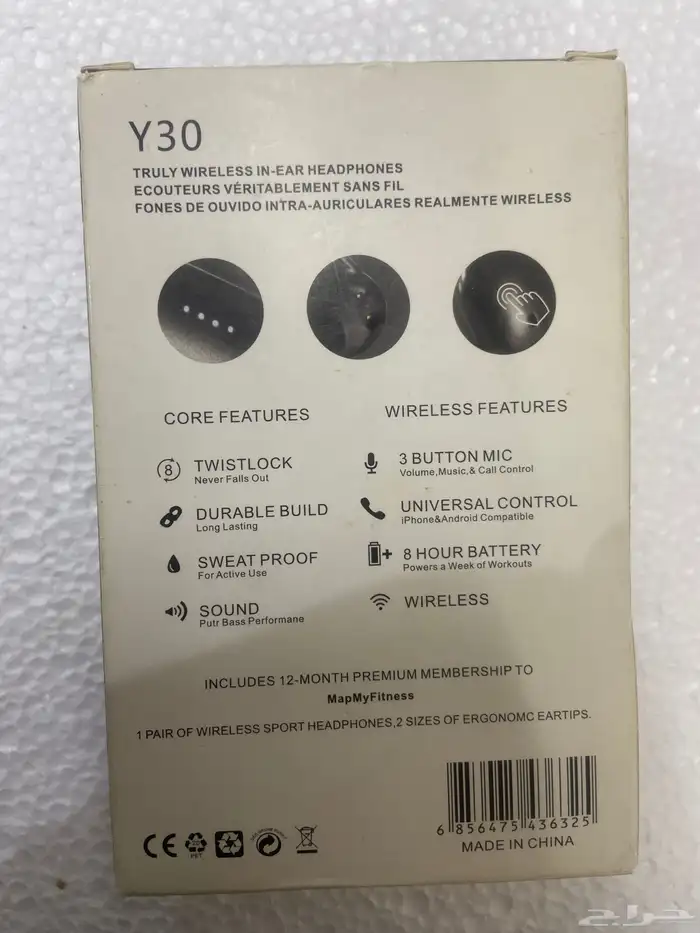 Y30
TRULY WIRELESS IN-EAR HEADPHONES
ECOUTEURS VÉRITABLEMENT SANS FIL
FONES DE OUVIDO INTRA-AURICULARES REALMENTE WIRELESS
CORE FEATURES
8
TWISTLOCK
Never Falls Out
DURABLE BUILD
Long Lasting
SWEAT PROOF
For Active Use
SOUND
Putr Bass Performane
WIRELESS FEATURES
3 BUTTON MIC
Volume,Music,& Call Control
UNIVERSAL CONTROL
iPhone&Android Compatible
8 HOUR BATTERY
Powers a Week of Workouts
WIRELESS
INCLUDES 12-MONTH PREMIUM MEMBERSHIP TO
MapMyFitness
1 PAIR OF WIRELESS SPORT HEADPHONES,2 SIZES OF ERGONOMC EARTIPS.
6 856475 436325
MADE IN CHINA
CE
PET
حراج